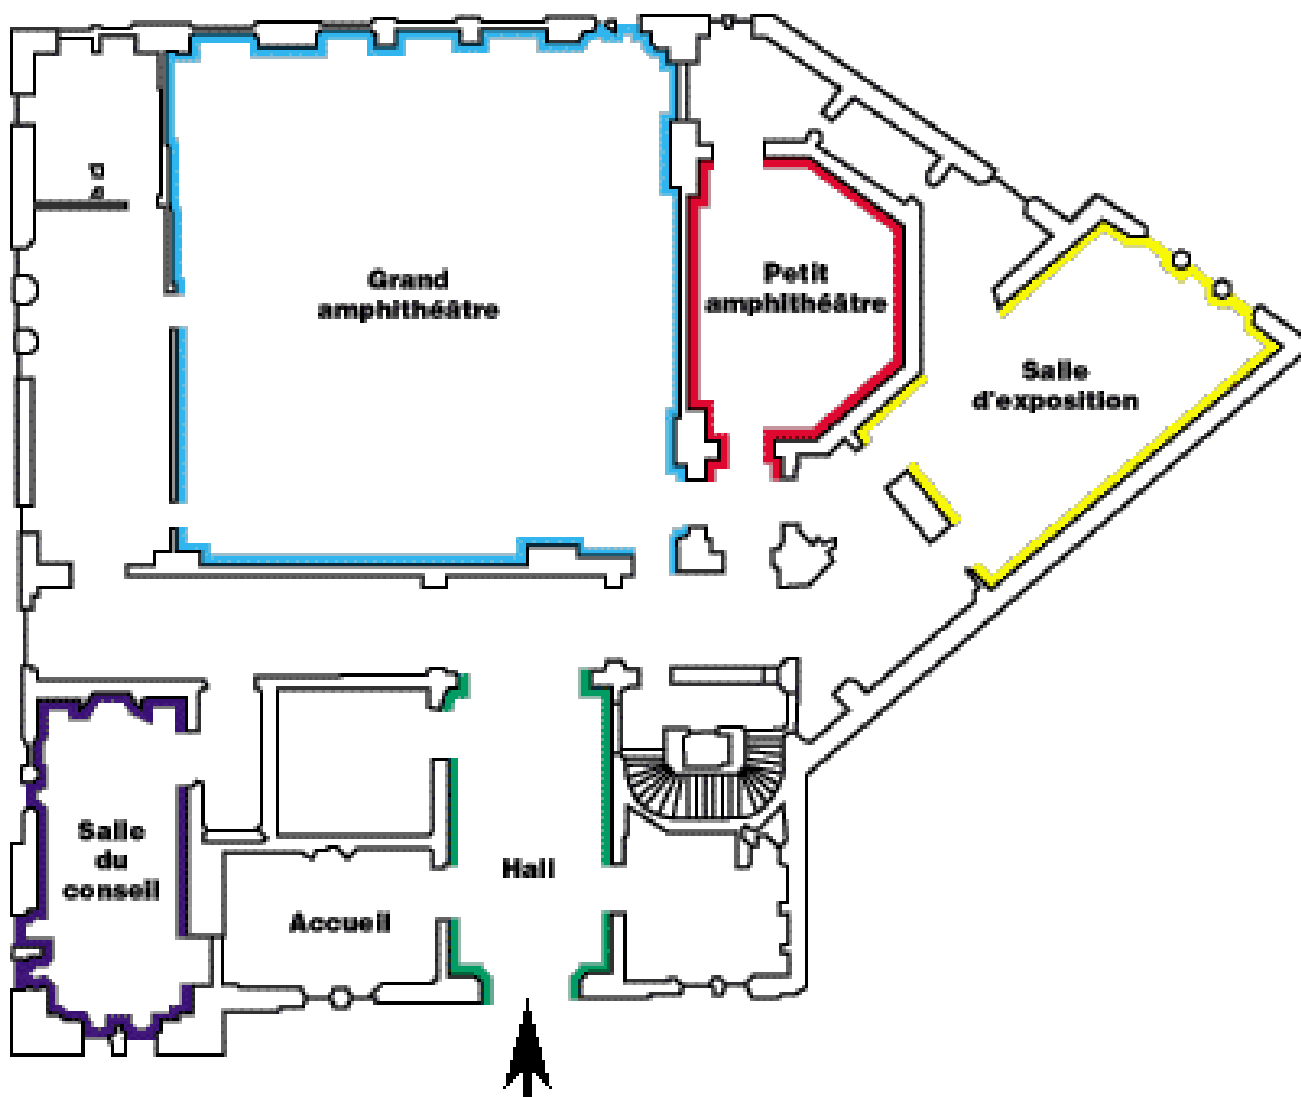 Grand
amphithéâtre
Petit
amphithéâtre
Salle
d'exposition
Salle
du
conseil
Hall
Accueil